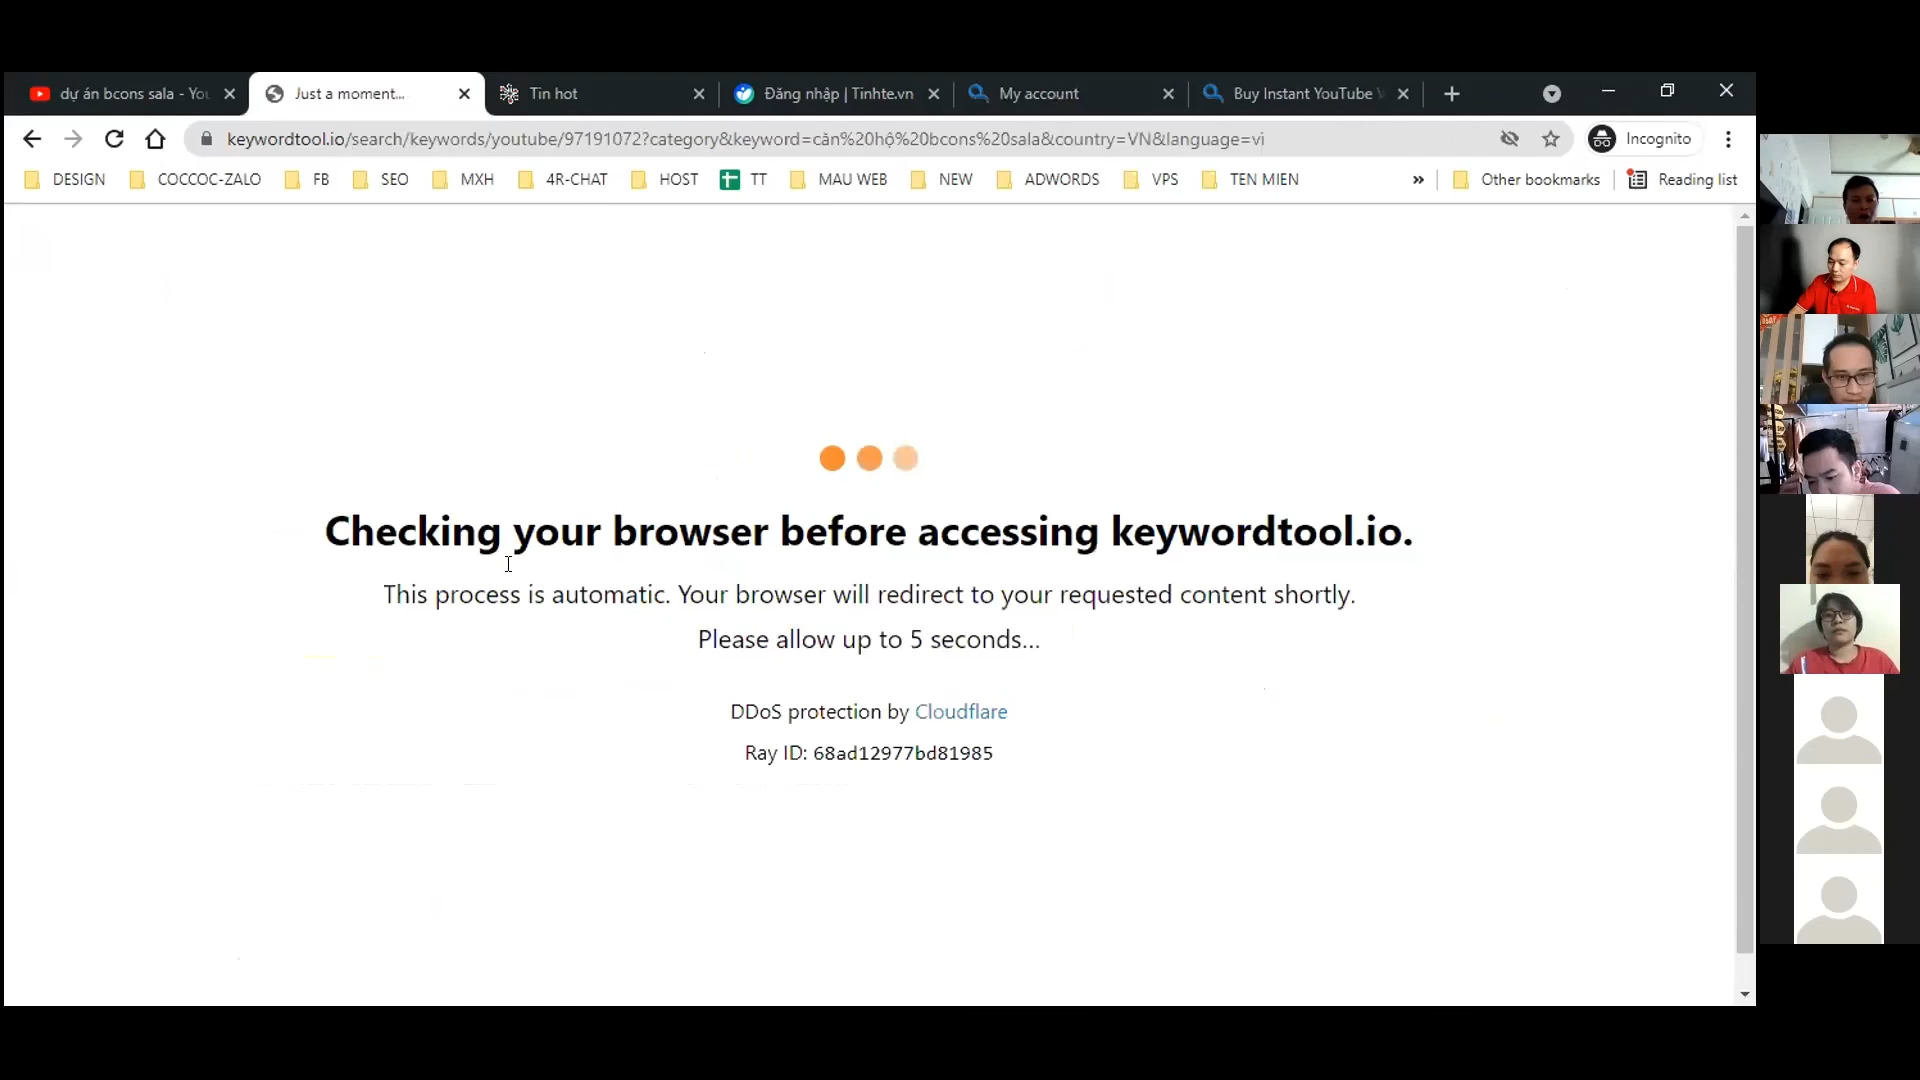 dự án bcons sala - You
Just a moment...
Tin hot
Đăng nhập | Tinhte.vn
My account
Buy Instant YouTube V
keywordtool.io/search/keywords/youtube/97191072?category&keyword=căn%20hộ%20bcons%20sala&country=VN&language=vi
Incognito
DESIGN
COCCOC-ZALO
FB
SEO
MXH
4R-CHAT
HOST
TT
MAU WEB
NEW
ADWORDS
VPS
TEN MIEN
»
Other bookmarks
Reading list
Checking your browser before accessing keywordtool.io.
This process is automatic. Your browser will redirect to your requested content shortly.
Please allow up to 5 seconds...
DDoS protection by Cloudflare
Ray ID: 68ad12977bd81985